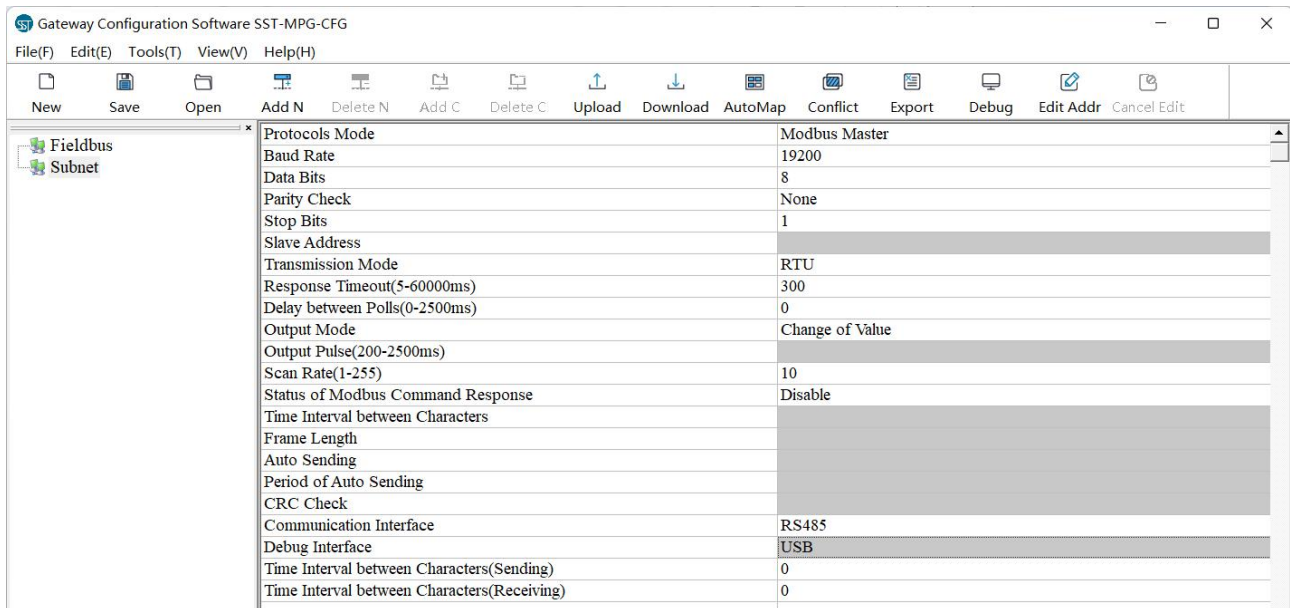 SST Gateway Configuration Software SST-MPG-CFG
File(F) Edit(E) Tools(T) View(V) Help(H)
New Save Open Add N Delete N Add C Delete C Upload Download AutoMap Conflict Export Debug Edit Addr Cancel Edit
Fieldbus
Subnet
Protocols Mode Modbus Master
Baud Rate 19200
Data Bits 8
Parity Check None
Stop Bits 1
Slave Address
Transmission Mode RTU
Response Timeout(5-60000ms) 300
Delay between Polls(0-2500ms) 0
Output Mode Change of Value
Output Pulse(200-2500ms)
Scan Rate(1-255) 10
Status of Modbus Command Response Disable
Time Interval between Characters
Frame Length
Auto Sending
Period of Auto Sending
CRC Check
Communication Interface RS485
Debug Interface USB
Time Interval between Characters(Sending) 0
Time Interval between Characters(Receiving) 0